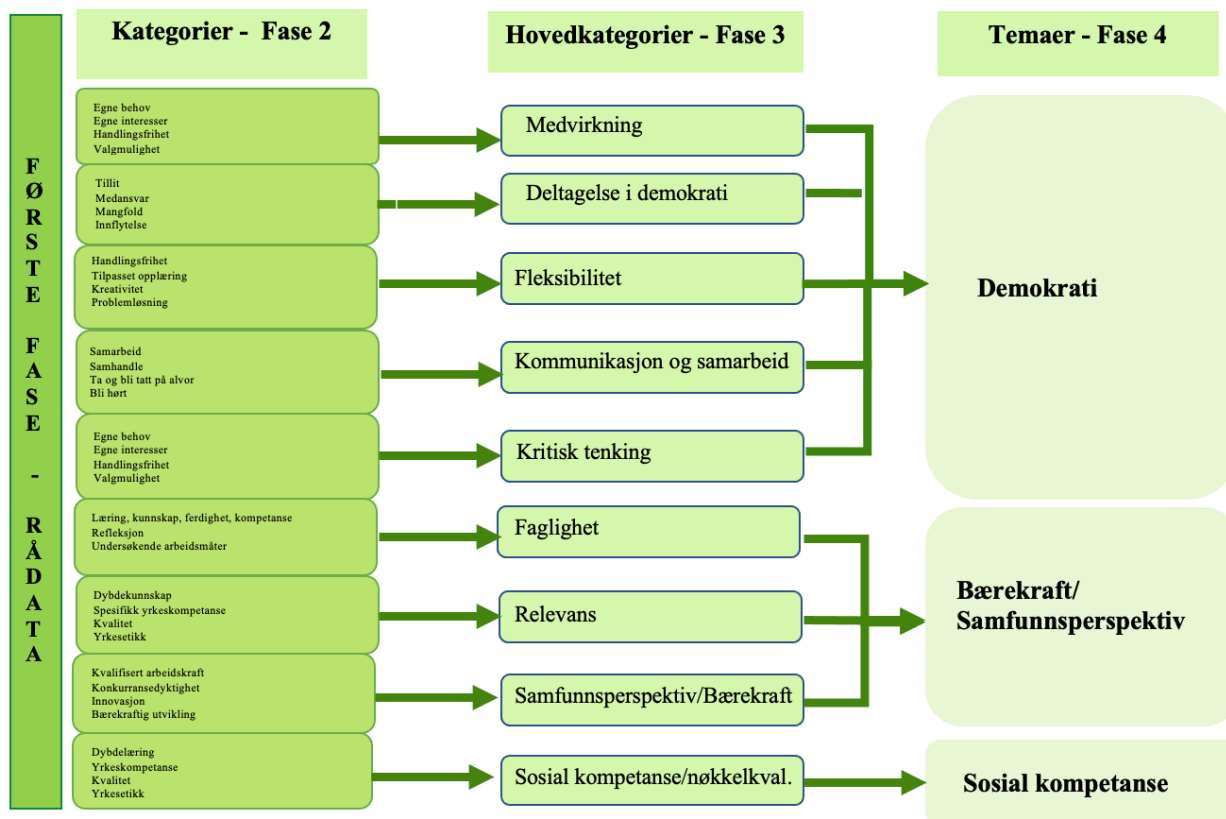 FØRSTE FASE - RÅDATA
Kategorier - Fase 2
Hovedkategorier - Fase 3
Temaer - Fase 4
Egne behov
Egne interesser
Handlingsfrihet
Valgmulighet
Medvirkning
Tillit
Medansvar
Mangfold
Innflytelse
Deltagelse i demokrati
Handlingsfrihet
Tilpasset opplæring
Kreativitet
Problemløsning
Fleksibilitet
Samarbeid
Samhandle
Ta og bli tatt på alvor
Bli hørt
Kommunikasjon og samarbeid
Egne behov
Egne interesser
Handlingsfrihet
Valgmulighet
Kritisk tenking
Demokrati
Læring, kunnskap, ferdighet, kompetanse
Refleksjon
Undersøkende arbeidsmåter
Faglighet
Dybdekunnskap
Spesifikk yrkeskompetanse
Kvalitet
Yrkesetikk
Relevans
Kvalifisert arbeidskraft
Konkurransedyktighet
Innovasjon
Bærekraftig utvikling
Samfunnsperspektiv/Bærekraft
Bærekraft/
Samfunnsperspektiv
Dybdelæring
Yrkeskompetanse
Kvalitet
Yrkesetikk
Sosial kompetanse/nøkkelkval.
Sosial kompetanse